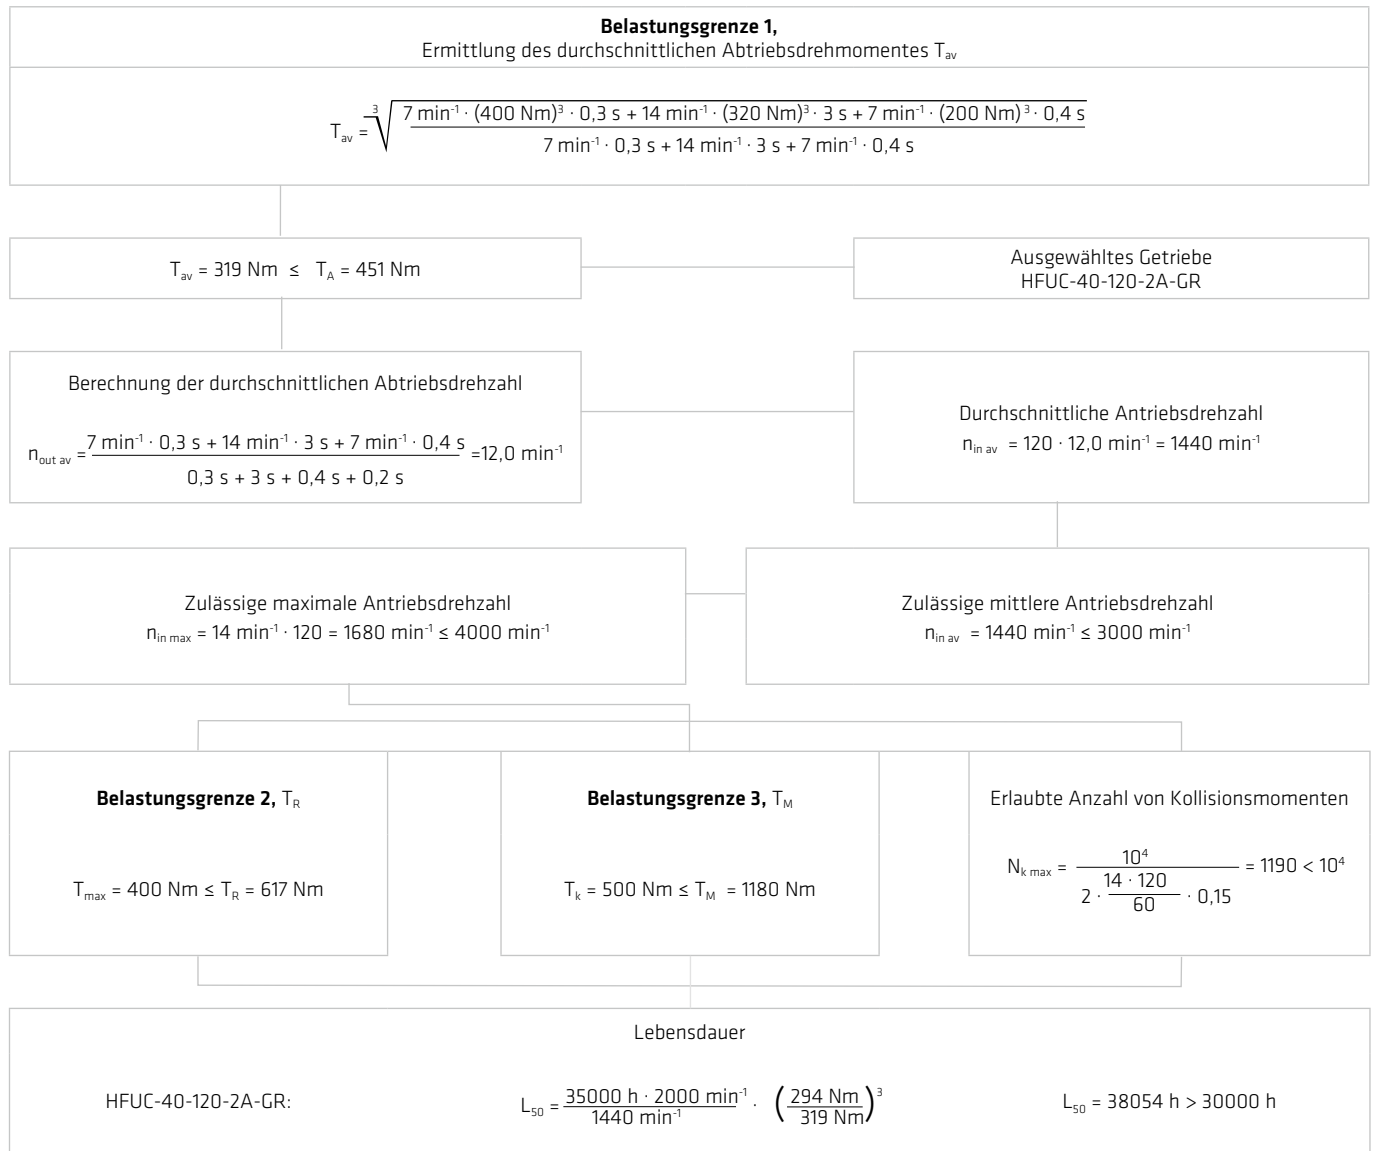 Belastungsgrenze 1,
Ermittlung des durchschnittlichen Abtriebsdrehmomentes T_av
T_av = ∛ 7 min⁻¹ · (400 Nm)³ · 0,3 s + 14 min⁻¹ · (320 Nm)³ · 3 s + 7 min⁻¹ · (200 Nm)³ · 0,4 s
7 min⁻¹ · 0,3 s + 14 min⁻¹ · 3 s + 7 min⁻¹ · 0,4 s
T_av = 319 Nm ≤ T_A = 451 Nm
Ausgewähltes Getriebe
HFUC-40-120-2A-GR
Berechnung der durchschnittlichen Abtriebsdrehzahl
n_out av = 7 min⁻¹ · 0,3 s + 14 min⁻¹ · 3 s + 7 min⁻¹ · 0,4 s =12,0 min⁻¹
0,3 s + 3 s + 0,4 s + 0,2 s
Durchschnittliche Antriebsdrehzahl
n_in av = 120 · 12,0 min⁻¹ = 1440 min⁻¹
Zulässige maximale Antriebsdrehzahl
n_in max = 14 min⁻¹ · 120 = 1680 min⁻¹ ≤ 4000 min⁻¹
Zulässige mittlere Antriebsdrehzahl
n_in av = 1440 min⁻¹ ≤ 3000 min⁻¹
Belastungsgrenze 2, T_R
T_max = 400 Nm ≤ T_R = 617 Nm
Belastungsgrenze 3, T_M
T_k = 500 Nm ≤ T_M = 1180 Nm
Erlaubte Anzahl von Kollisionsmomenten
N_k max = 10⁴ = 1190 < 10⁴
2 · 14 · 120 · 0,15
60
Lebensdauer
HFUC-40-120-2A-GR:
L_50 = 35000 h · 2000 min⁻¹ · (294 Nm)³
1440 min⁻¹ 319 Nm
L_50 = 38054 h > 30000 h